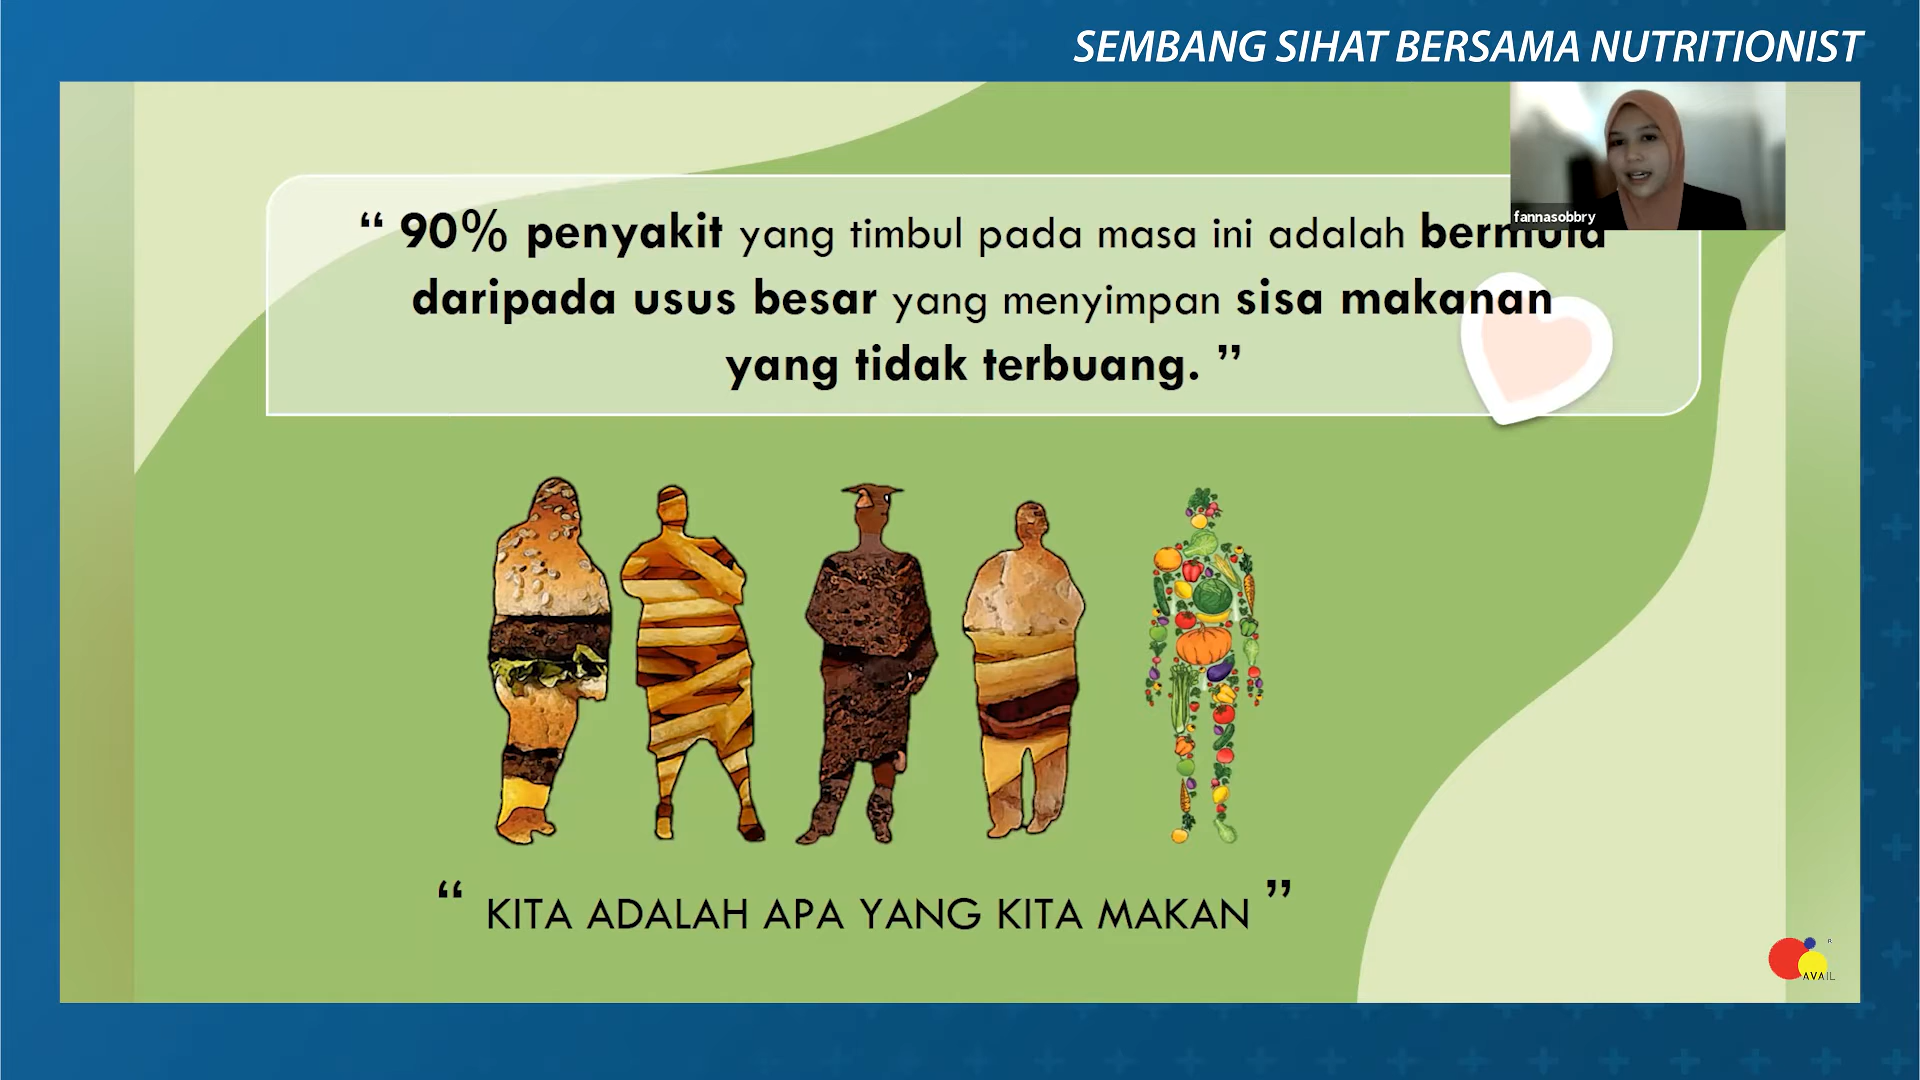 SEMBANG SIHAT BERSAMA NUTRITIONIST
fannasobbry
“ 90% penyakit yang timbul pada masa ini adalah bermula
daripada usus besar yang menyimpan sisa makanan
yang tidak terbuang. ”
“ KITA ADALAH APA YANG KITA MAKAN ”
R
AVAIL